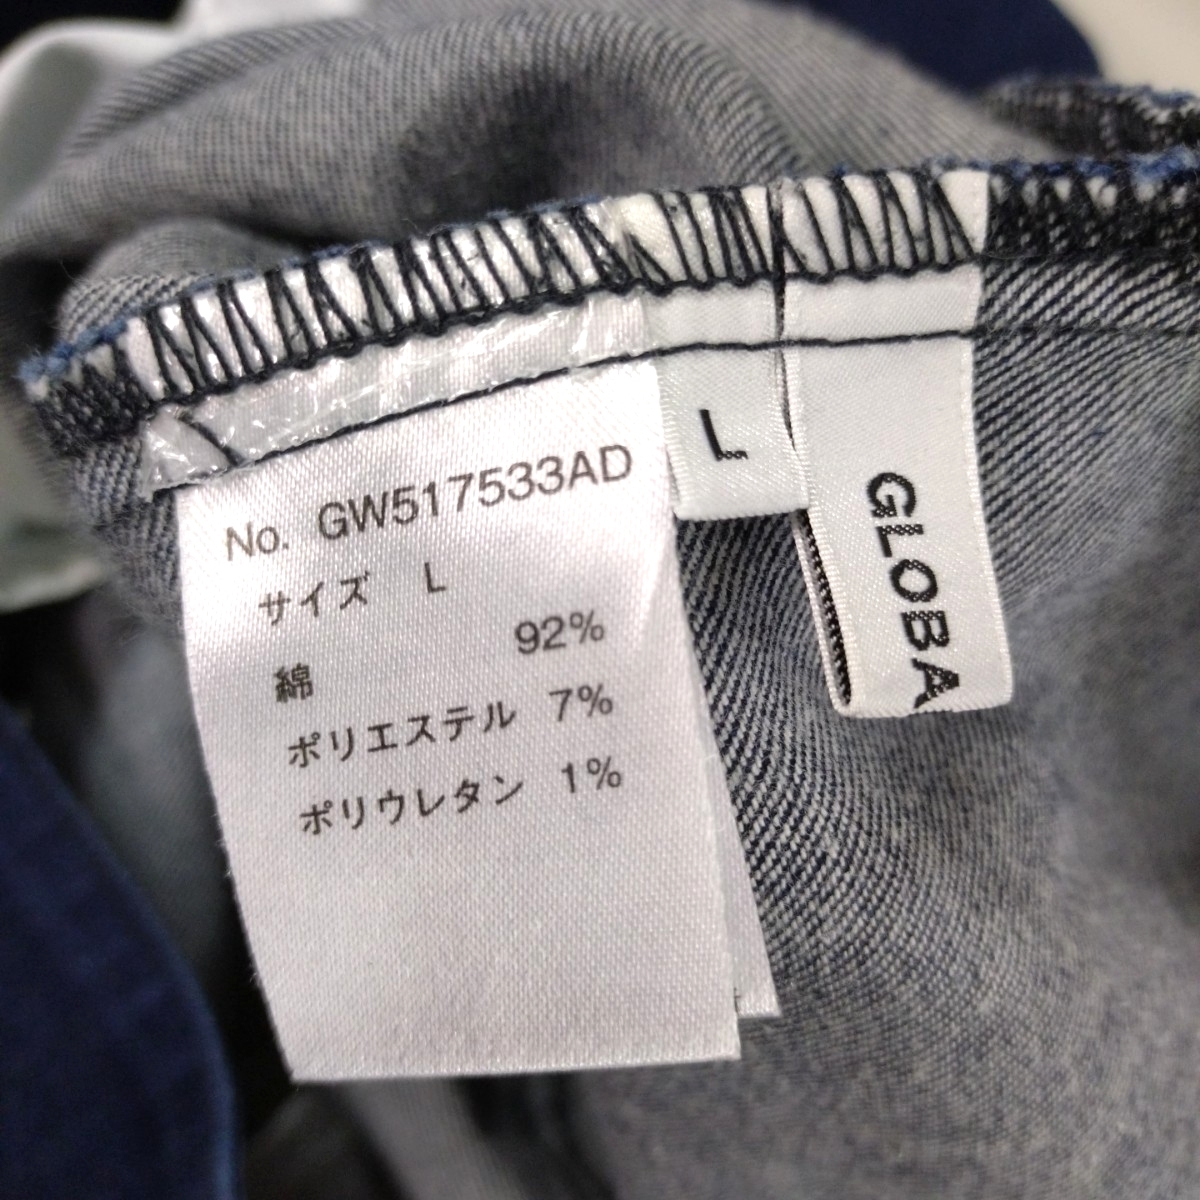 No. GW517533AD
サイズ L
綿 92%
ポリエステル 7%
ポリウレタン 1%
L
GLOBA